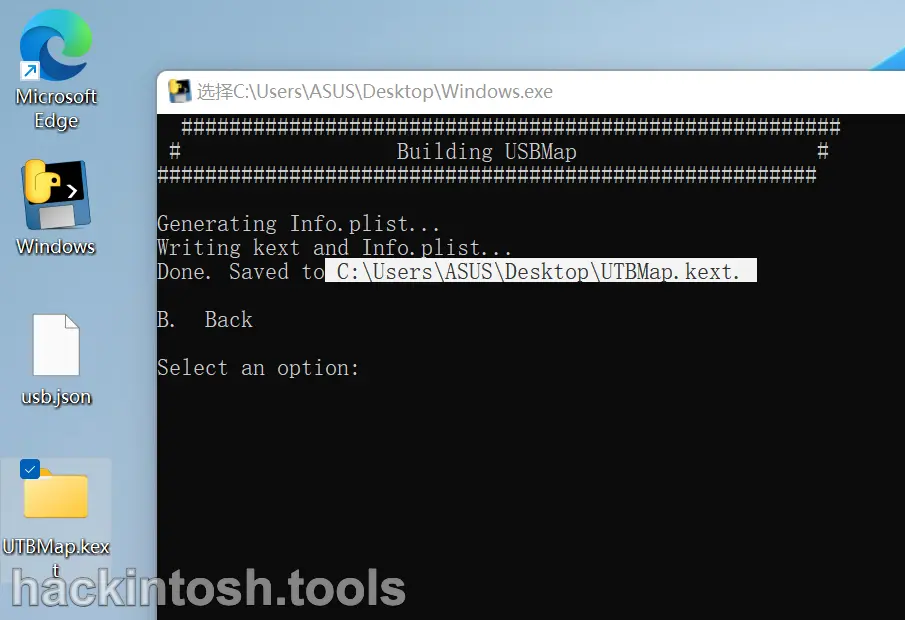 Microsoft
Edge
Windows
usb.json
UTBMap.kex
t
选择C:\Users\ASUS\Desktop\Windows.exe
#######################################################
# Building USBMap #
#######################################################
Generating Info.plist...
Writing kext and Info.plist...
Done. Saved to C:\Users\ASUS\Desktop\UTBMap.kext.
B. Back
Select an option:
hackintosh.tools